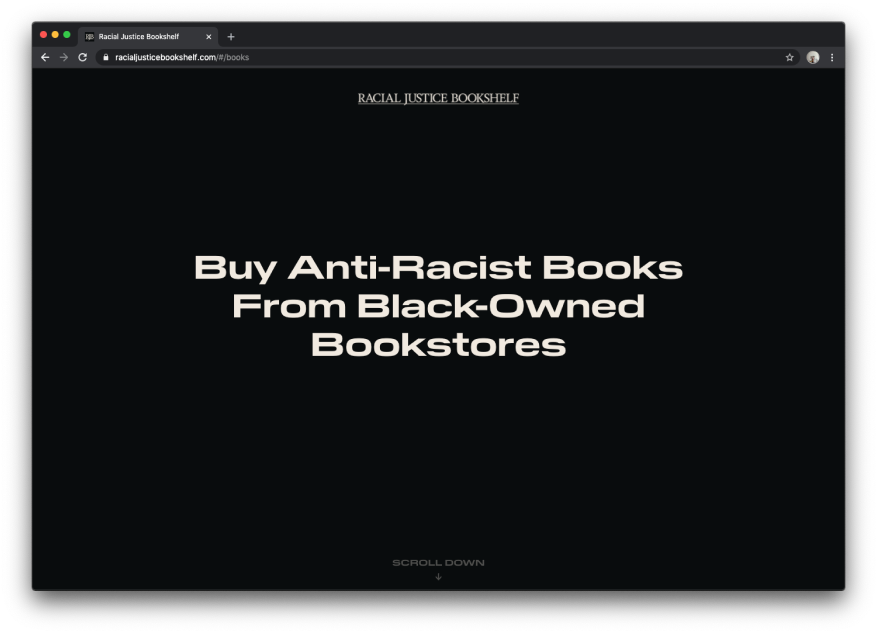 Racial Justice Bookshelf
racialjusticebookshelf.com/#/books
RACIAL JUSTICE BOOKSHELF
Buy Anti-Racist Books
From Black-Owned
Bookstores
SCROLL DOWN